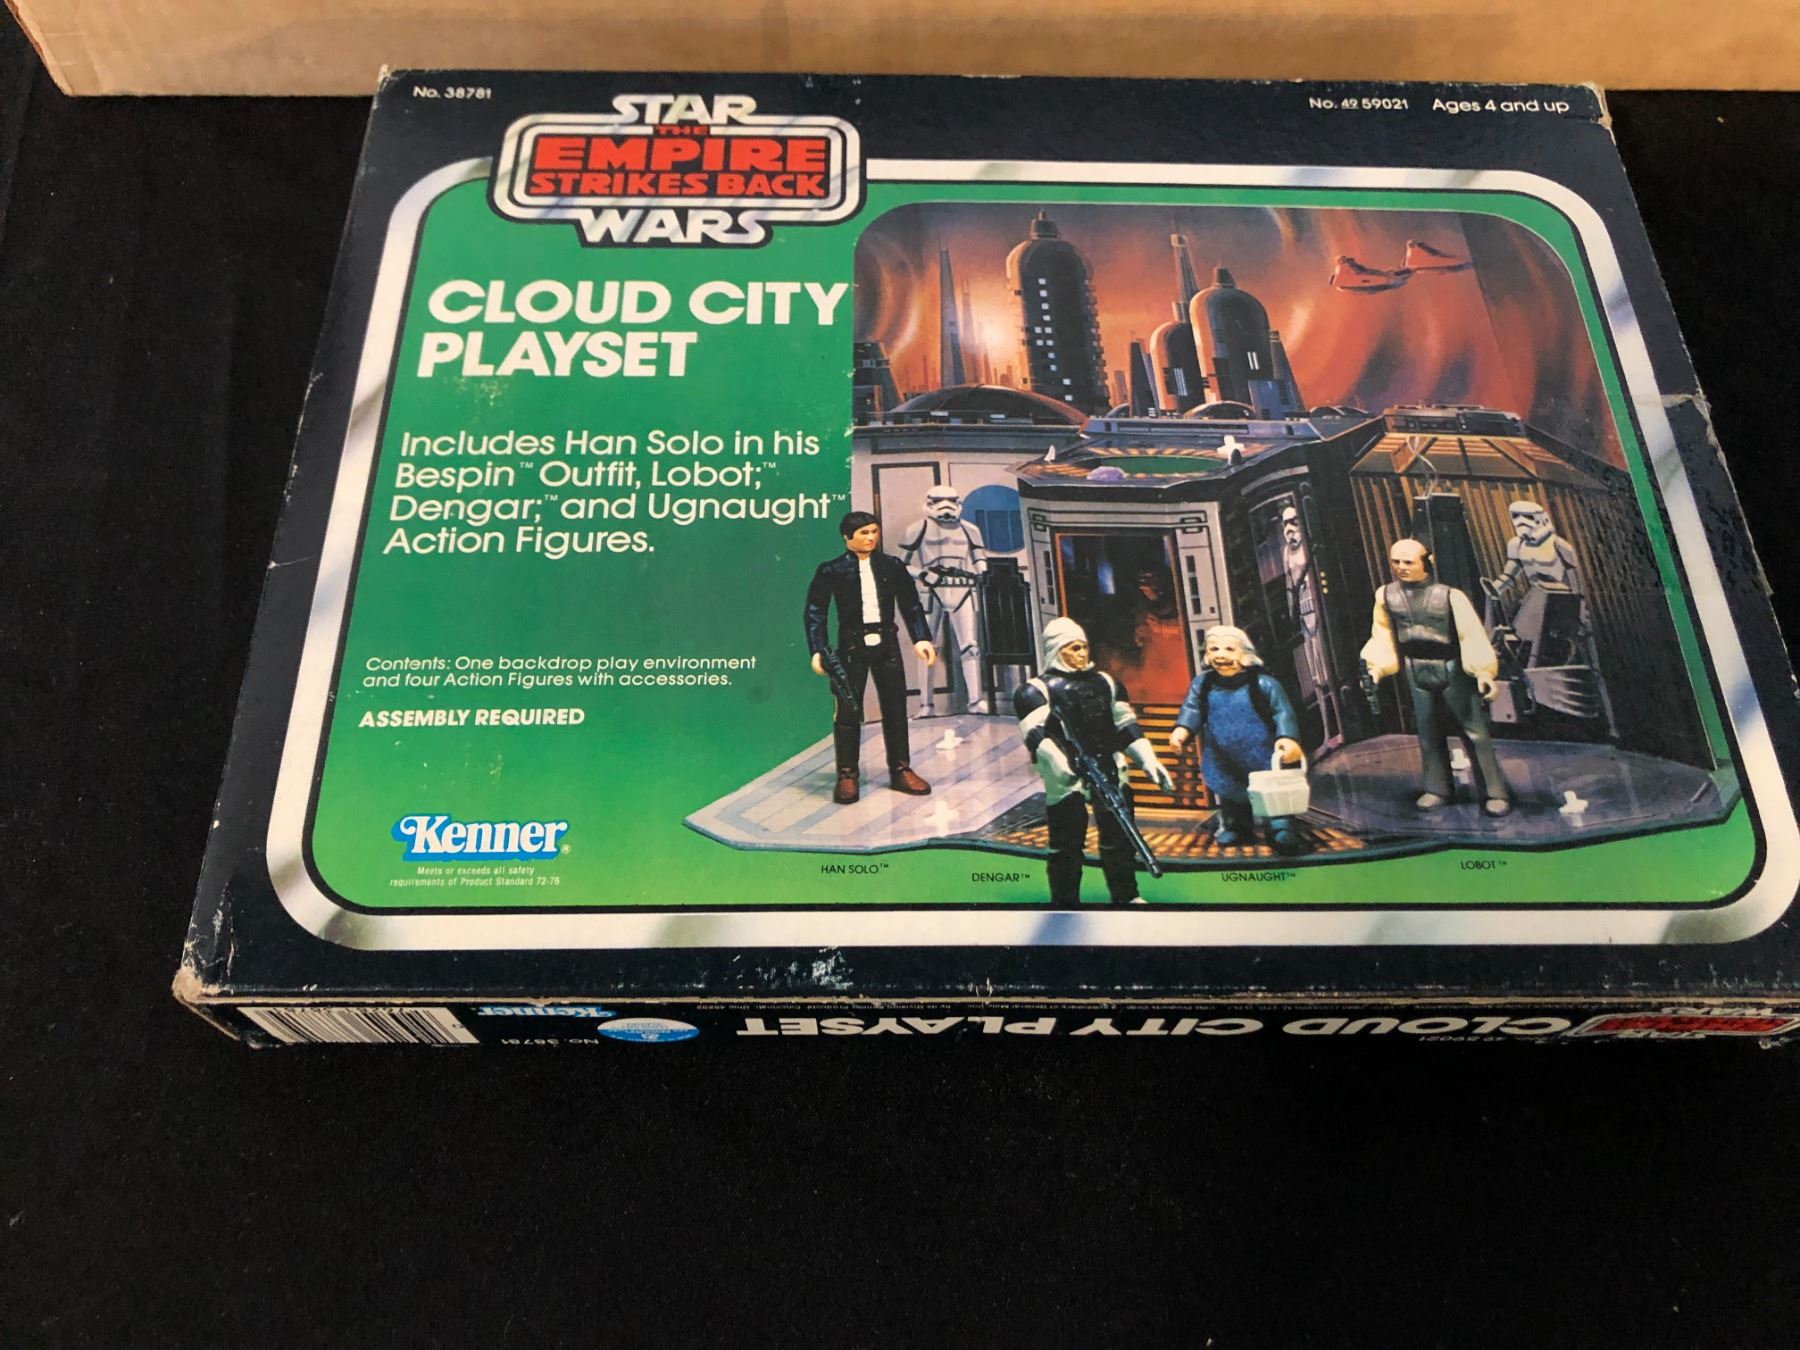 No. 38781
No. 49 59021 Ages 4 and up
STAR
THE
EMPIRE
STRIKES BACK
WARS
CLOUD CITY
PLAYSET
Includes Han Solo in his
Bespin™ Outfit, Lobot;™
Dengar;™ and Ugnaught™
Action Figures.
Contents: One backdrop play environment
and four Action Figures with accessories.
ASSEMBLY REQUIRED
Kenner®
Meets or exceeds all safety
requirements of Product Standard 72-76
HAN SOLO™
DENGAR™
UGNAUGHT™
LOBOT™
CLOUD CITY PLAYSET
Kenner
No. 38781